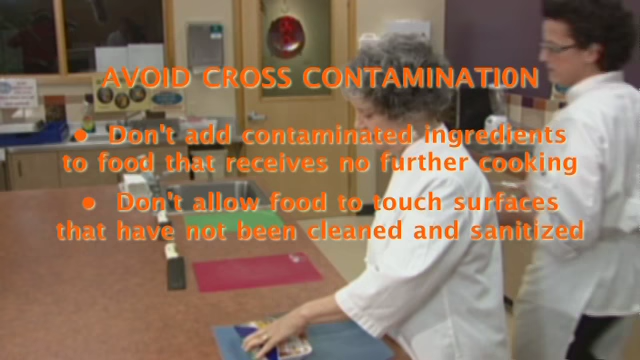 AVOID CROSS CONTAMINATI0N
• Don't add contaminated ingredients
to food that receives no further cooking
• Don't allow food to touch surfaces
that have not been cleaned and sanitized